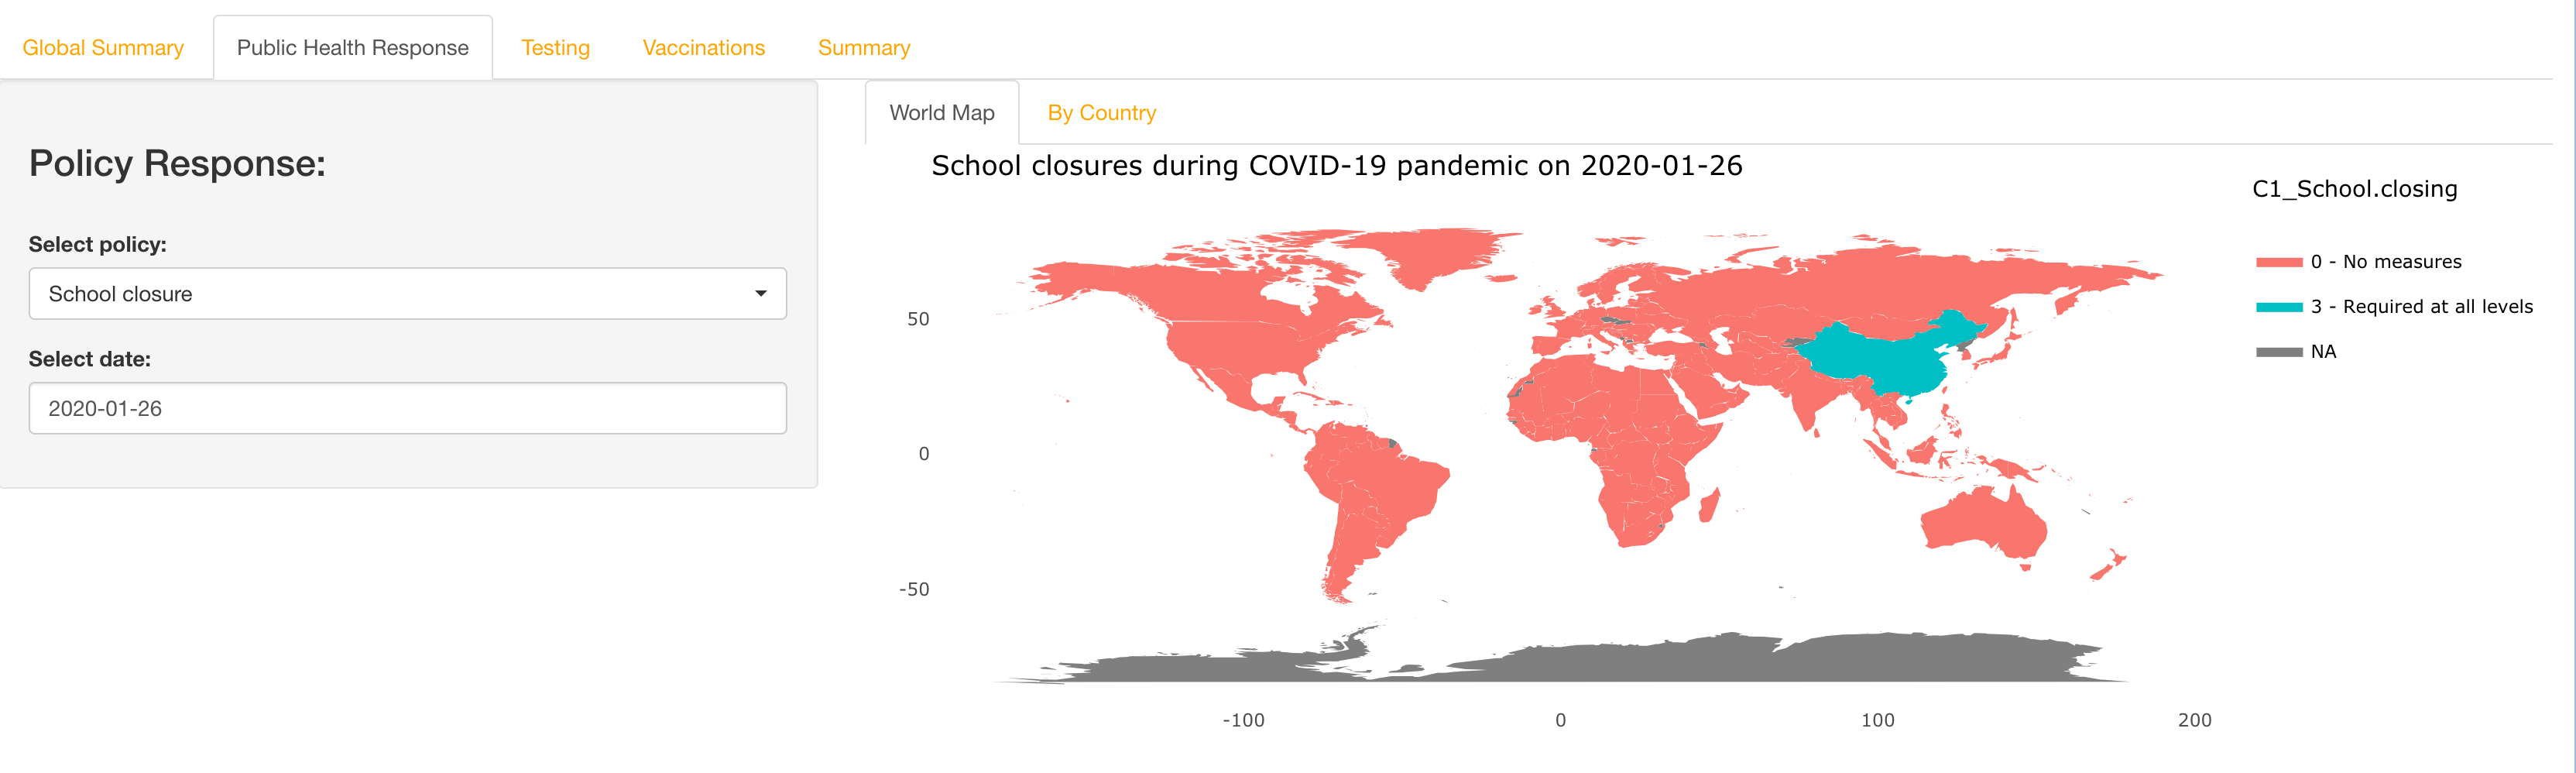 Global Summary Public Health Response Testing Vaccinations Summary
Policy Response:
Select policy:
School closure
Select date:
2020-01-26
World Map By Country
School closures during COVID-19 pandemic on 2020-01-26
C1_School.closing
0 - No measures
3 - Required at all levels
NA
50
0
-50
-100 0 100 200